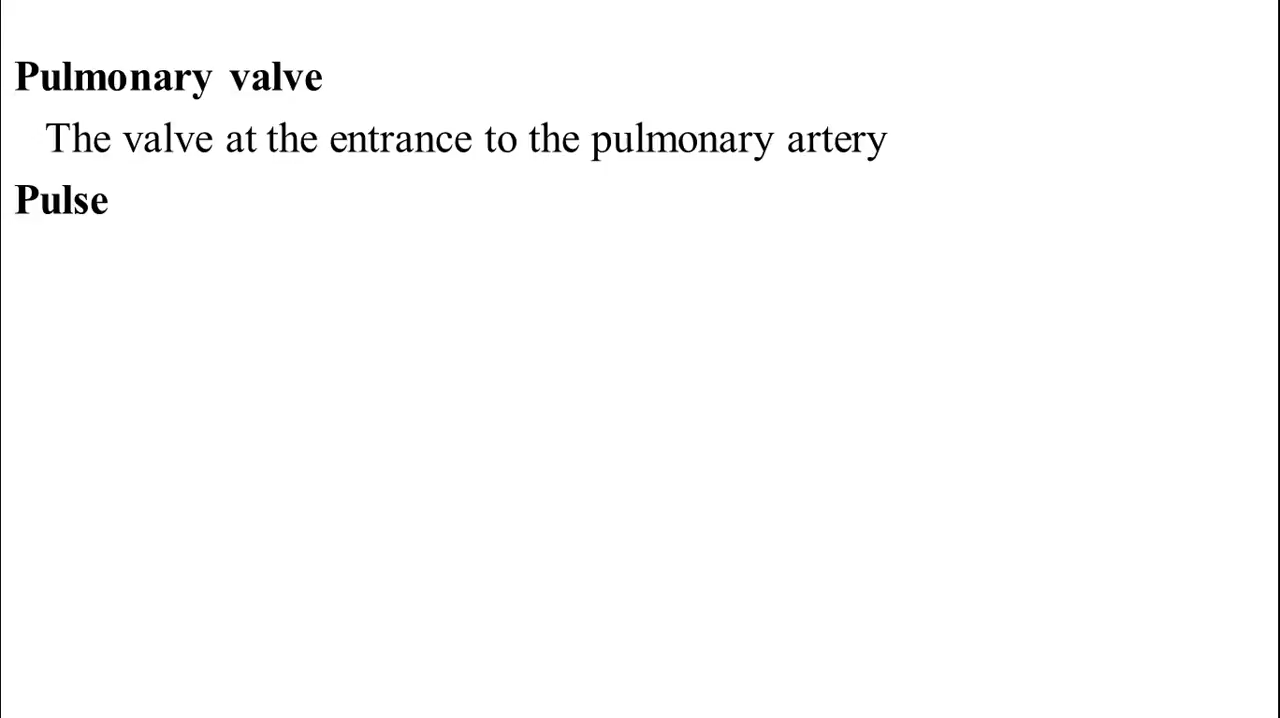 Pulmonary valve
The valve at the entrance to the pulmonary artery
Pulse